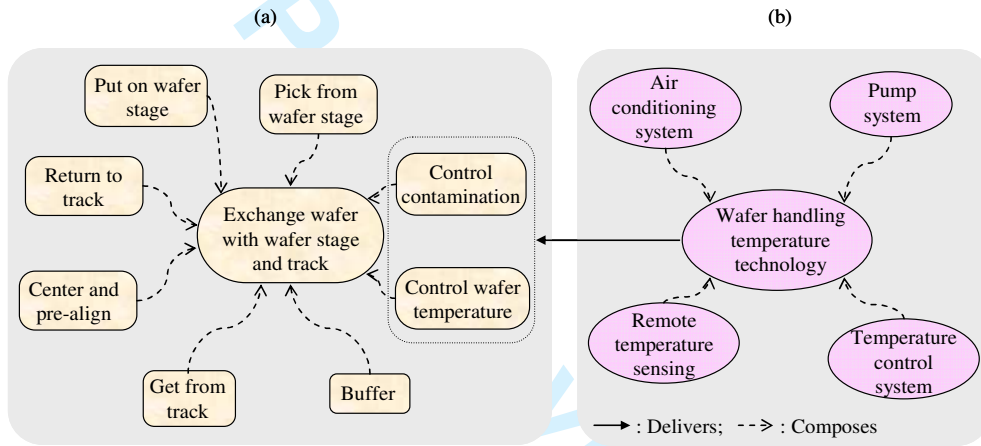 (a)
Put on wafer
stage
Pick from
wafer stage
Return to
track
Control
contamination
Exchange wafer
with wafer stage
and track
Center and
pre-align
Control wafer
temperature
Get from
track
Buffer
(b)
Air
conditioning
system
Pump
system
Wafer handling
temperature
technology
Remote
temperature
sensing
Temperature
control
system
: Delivers; : Composes